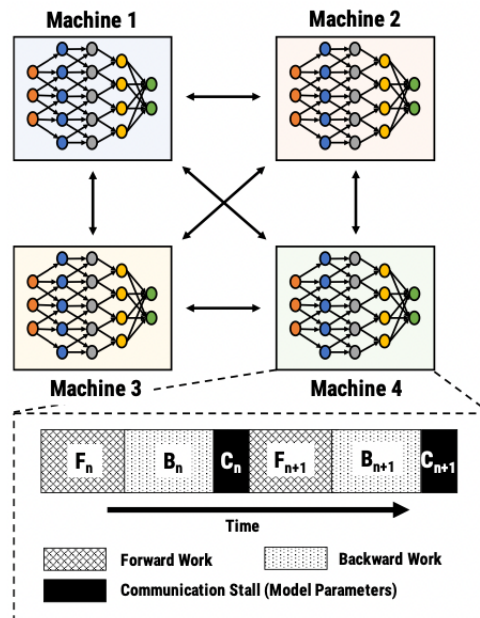 Machine 1
Machine 2
Machine 3
Machine 4
Fₙ Bₙ Cₙ Fₙ₊₁ Bₙ₊₁ Cₙ₊₁
Time
Forward Work
Backward Work
Communication Stall (Model Parameters)